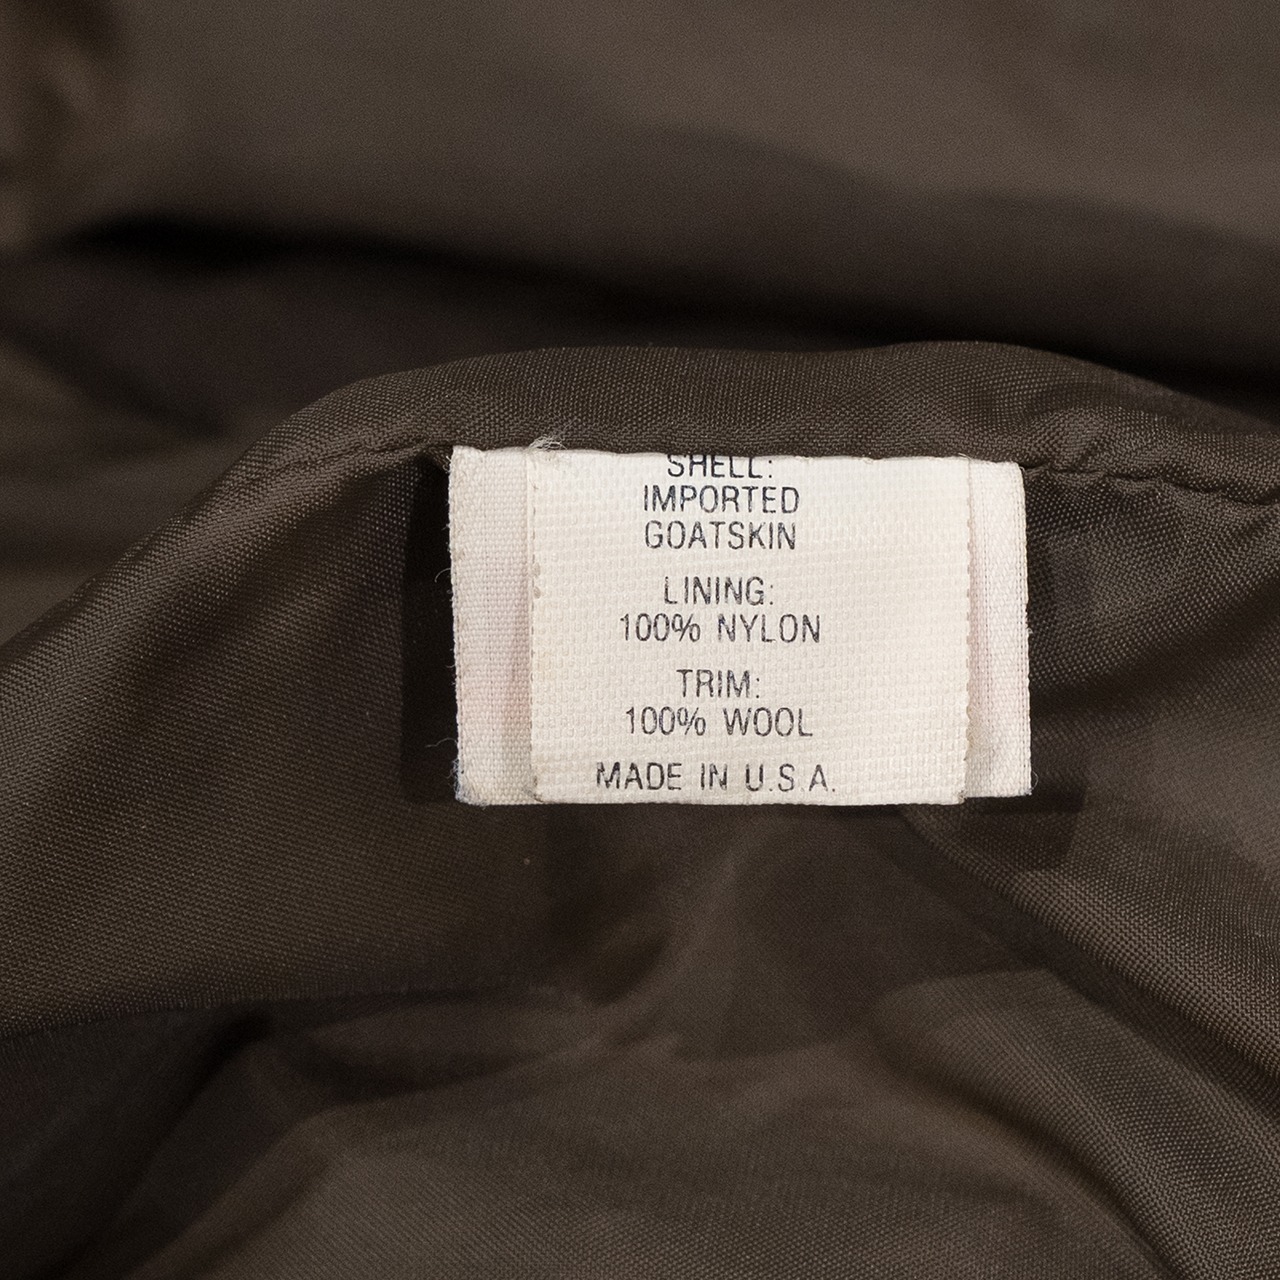 SHELL:
IMPORTED
GOATSKIN
LINING:
100% NYLON
TRIM:
100% WOOL
MADE IN U.S.A.